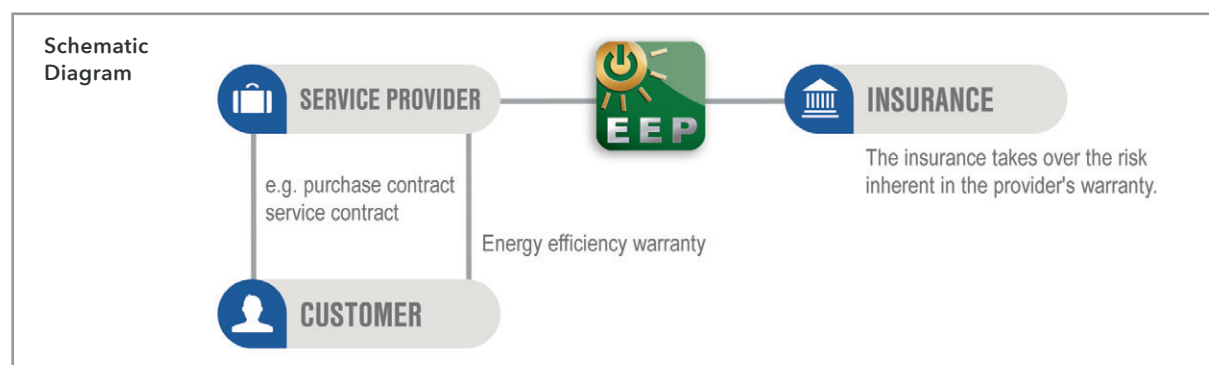 Schematic
Diagram
SERVICE PROVIDER
EEP
INSURANCE
The insurance takes over the risk
inherent in the provider's warranty.
e.g. purchase contract
service contract
Energy efficiency warranty
CUSTOMER